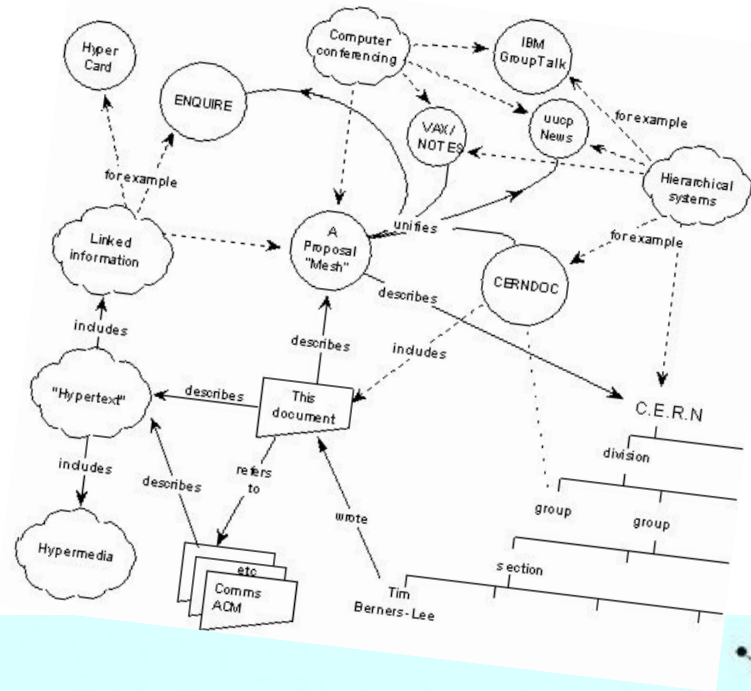 Hyper
Card
Computer
conferencing
IBM
GroupTalk
ENQUIRE
VAX/
NOTES
uucp
News
for example
Hierarchical
systems
for example
Linked
information
A
Proposal
"Mesh"
unifies
for example
CERNDOC
describes
includes
describes
includes
"Hypertext"
describes
This
document
C.E.R.N
division
includes
describes
refers
to
wrote
group
group
Hypermedia
etc
Comms
ACM
section
Tim
Berners-Lee